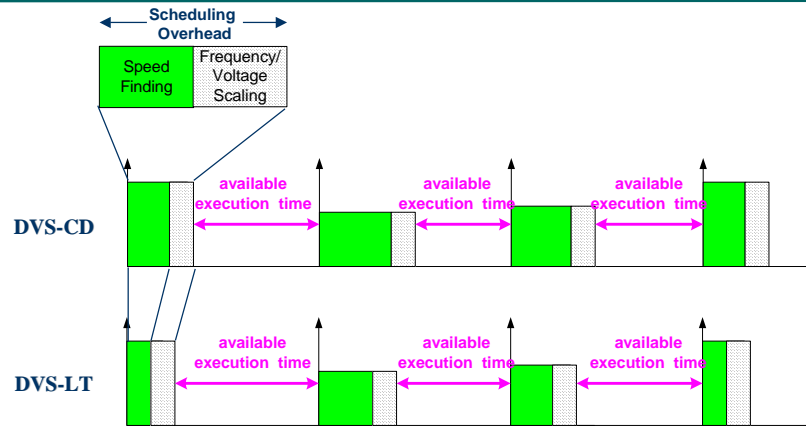 Scheduling
Overhead
Speed
Finding
Frequency/
Voltage
Scaling
DVS-CD
available
execution time
available
execution time
available
execution time
DVS-LT
available
execution time
available
execution time
available
execution time